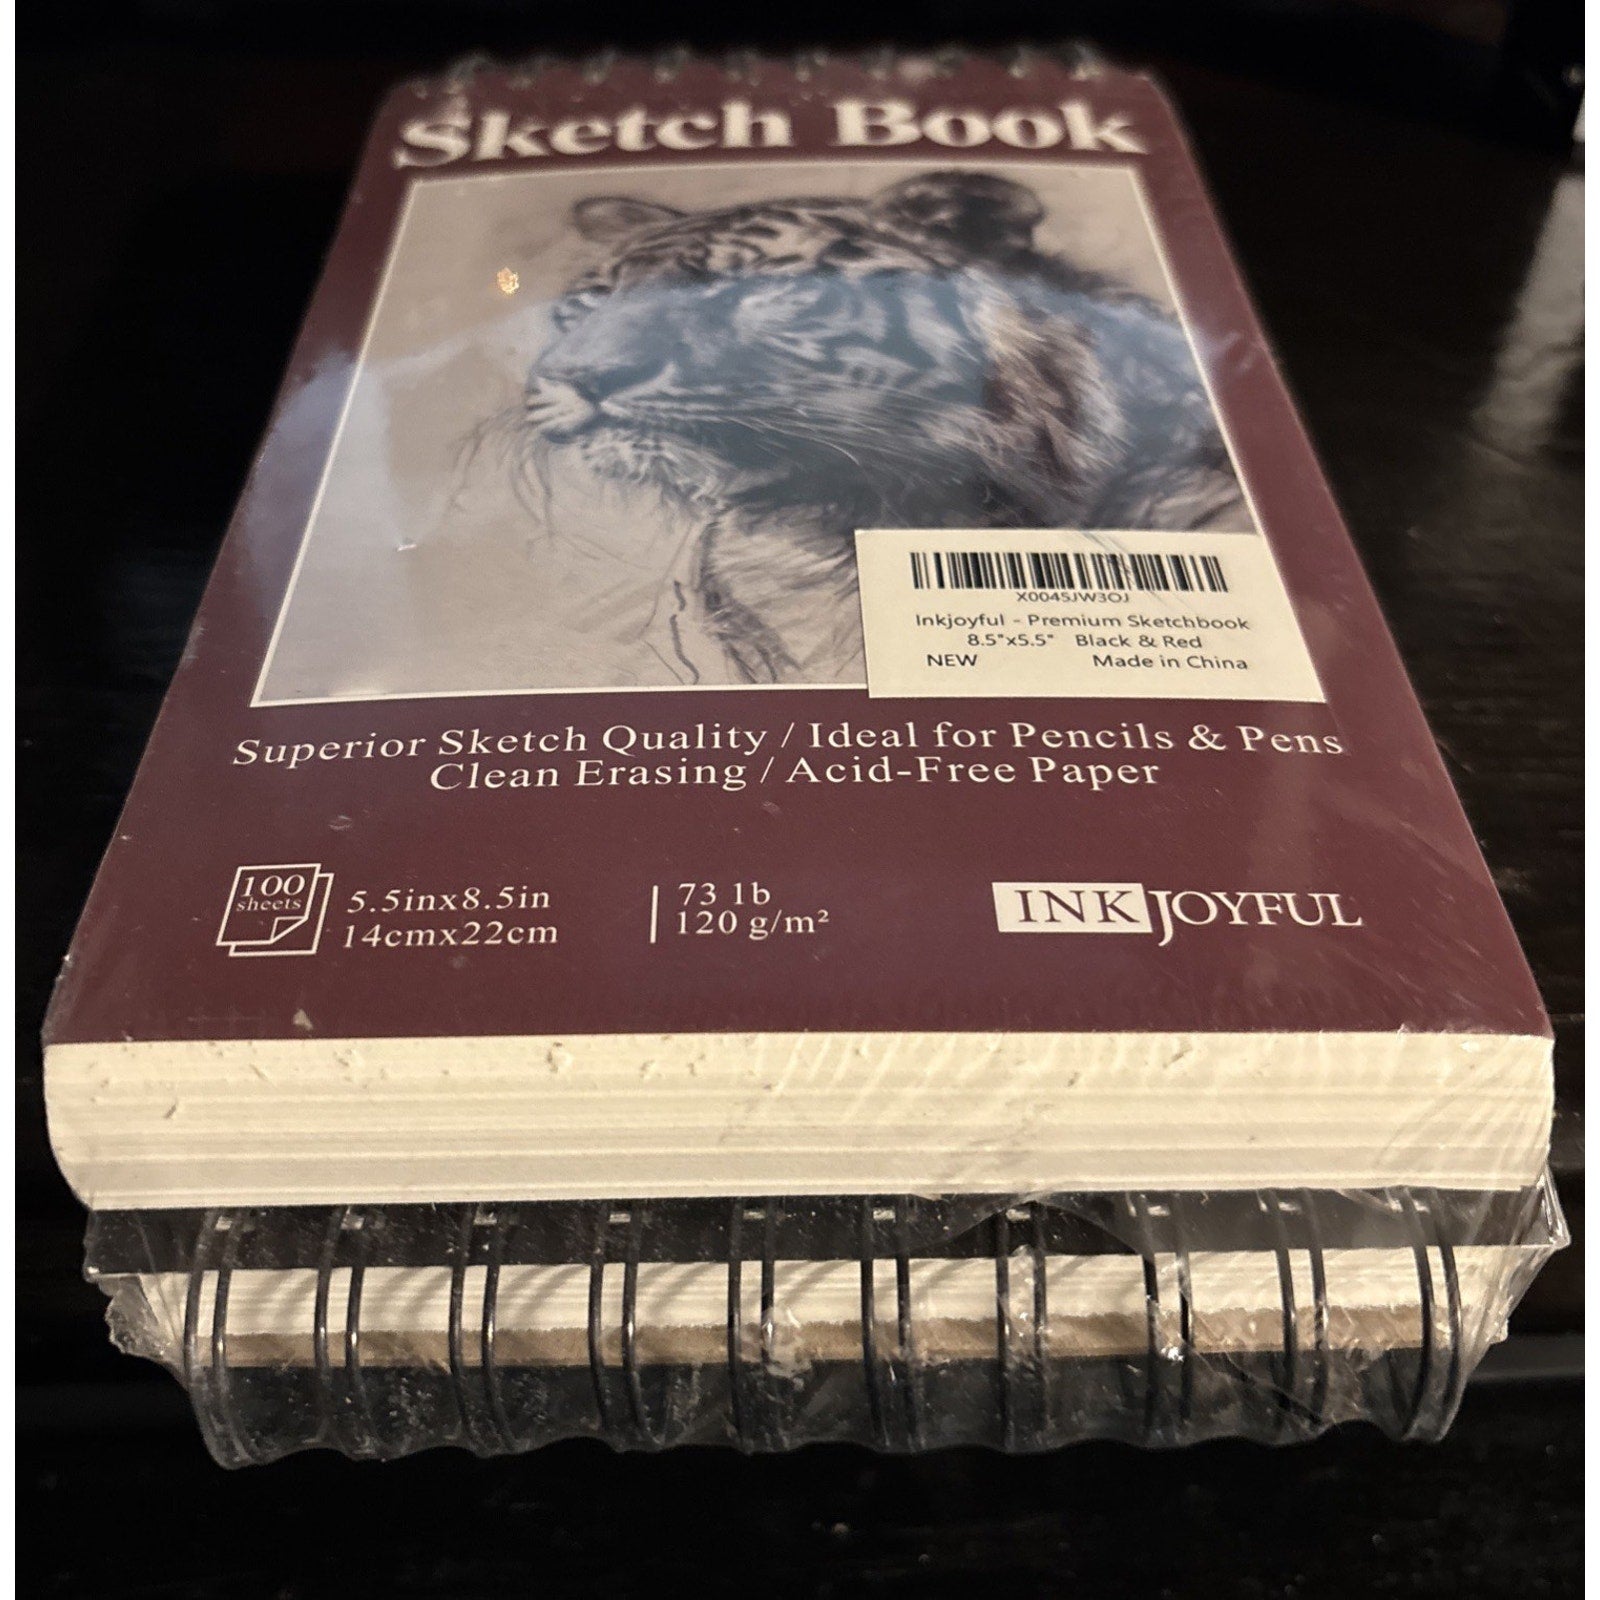 Sketch Book
X0045JW3OJ
Inkjoyful - Premium Sketchbook
8.5"x5.5" Black & Red
NEW Made in China
Superior Sketch Quality / Ideal for Pencils & Pens
Clean Erasing / Acid-Free Paper
100
sheets
5.5inx8.5in
14cmx22cm
73 lb
120 g/m²
INKJOYFUL